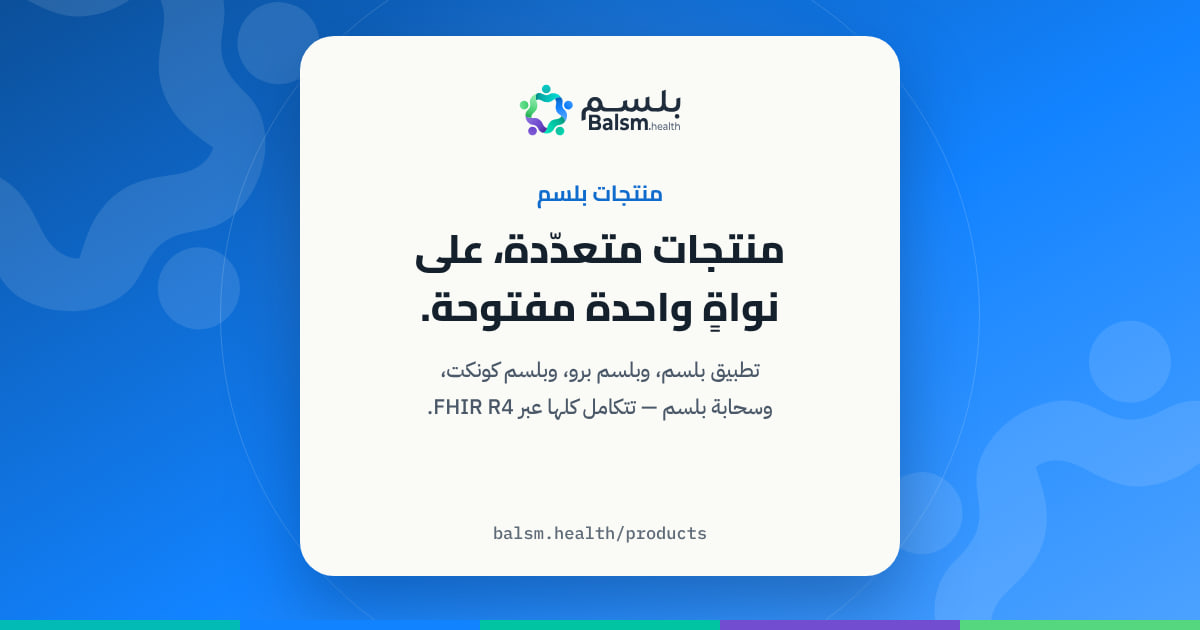 بلسم
Balsm.health
منتجات بلسم
منتجات متعدّدة، على
نواةٍ واحدة مفتوحة.
تطبيق بلسم، وبلسم برو، وبلسم كونكت،
وسحابة بلسم — تتكامل كلها عبر FHIR R4.
balsm.health/products